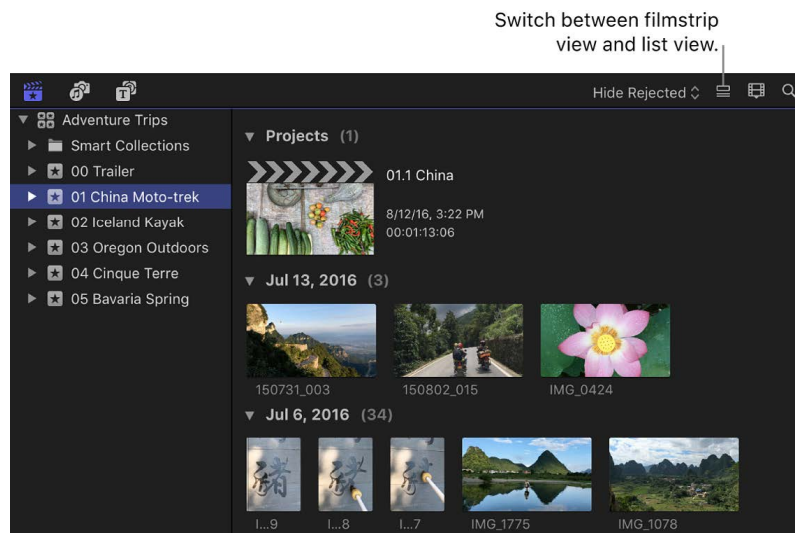 Switch between filmstrip
view and list view.
Hide Rejected
Adventure Trips
Smart Collections
00 Trailer
01 China Moto-trek
02 Iceland Kayak
03 Oregon Outdoors
04 Cinque Terre
05 Bavaria Spring
Projects (1)
01.1 China
8/12/16, 3:22 PM
00:01:13:06
Jul 13, 2016 (3)
150731_003
150802_015
IMG_0424
Jul 6, 2016 (34)
猪
I...9
I...8
I...7
IMG_1775
IMG_1078